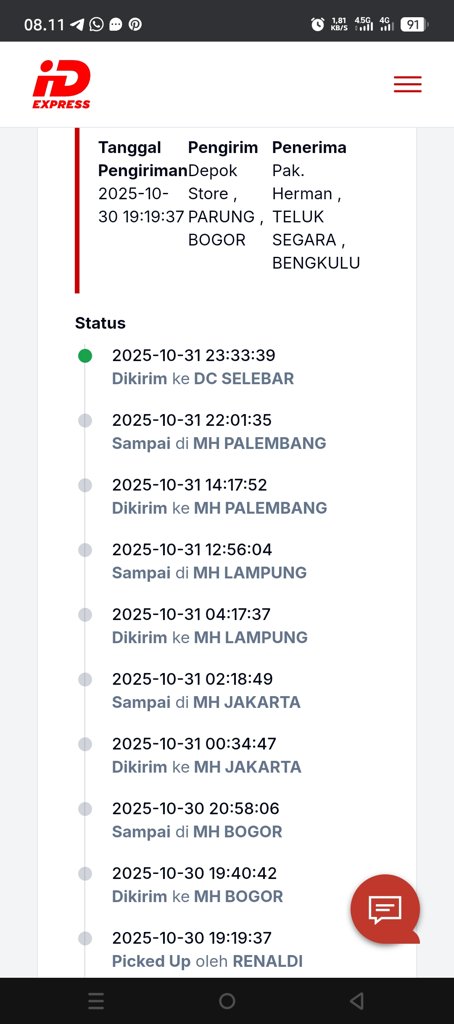 08.11 1,81 KB/S 4.5G 4G 91
iD
EXPRESS
Tanggal Pengiriman
2025-10-30 19:19:37
Pengirim
Depok
Store ,
PARUNG ,
BOGOR
Penerima
Pak.
Herman ,
TELUK
SEGARA ,
BENGKULU
Status
2025-10-31 23:33:39
Dikirim ke DC SELEBAR
2025-10-31 22:01:35
Sampai di MH PALEMBANG
2025-10-31 14:17:52
Dikirim ke MH PALEMBANG
2025-10-31 12:56:04
Sampai di MH LAMPUNG
2025-10-31 04:17:37
Dikirim ke MH LAMPUNG
2025-10-31 02:18:49
Sampai di MH JAKARTA
2025-10-31 00:34:47
Dikirim ke MH JAKARTA
2025-10-30 20:58:06
Sampai di MH BOGOR
2025-10-30 19:40:42
Dikirim ke MH BOGOR
2025-10-30 19:19:37
Picked Up oleh RENALDI